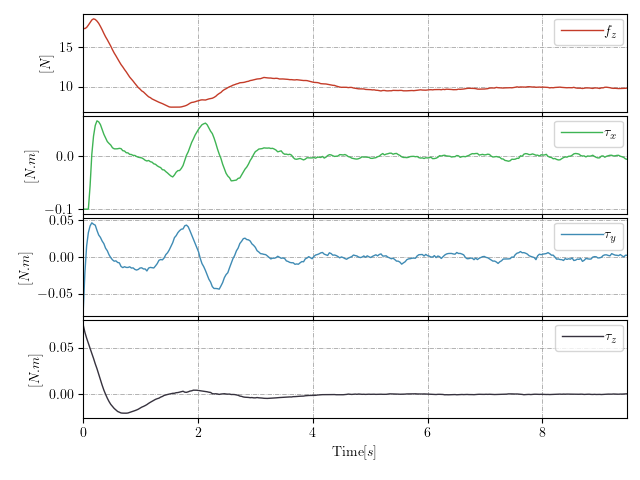 15
10
[N]
f_z
0.0
−0.1
[N.m]
τ_x
0.05
0.00
−0.05
[N.m]
τ_y
0.05
0.00
[N.m]
τ_z
0 2 4 6 8
Time[s]